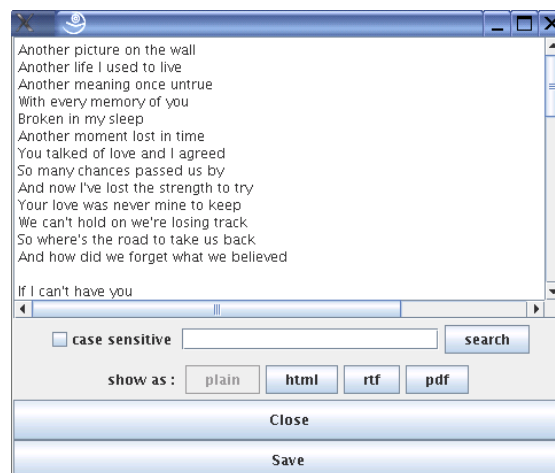 Another picture on the wall
Another life I used to live
Another meaning once untrue
With every memory of you
Broken in my sleep
Another moment lost in time
You talked of love and I agreed
So many chances passed us by
And now I've lost the strength to try
Your love was never mine to keep
We can't hold on we're losing track
So where's the road to take us back
And how did we forget what we believed
If I can't have you
case sensitive search
show as : plain html rtf pdf
Close
Save